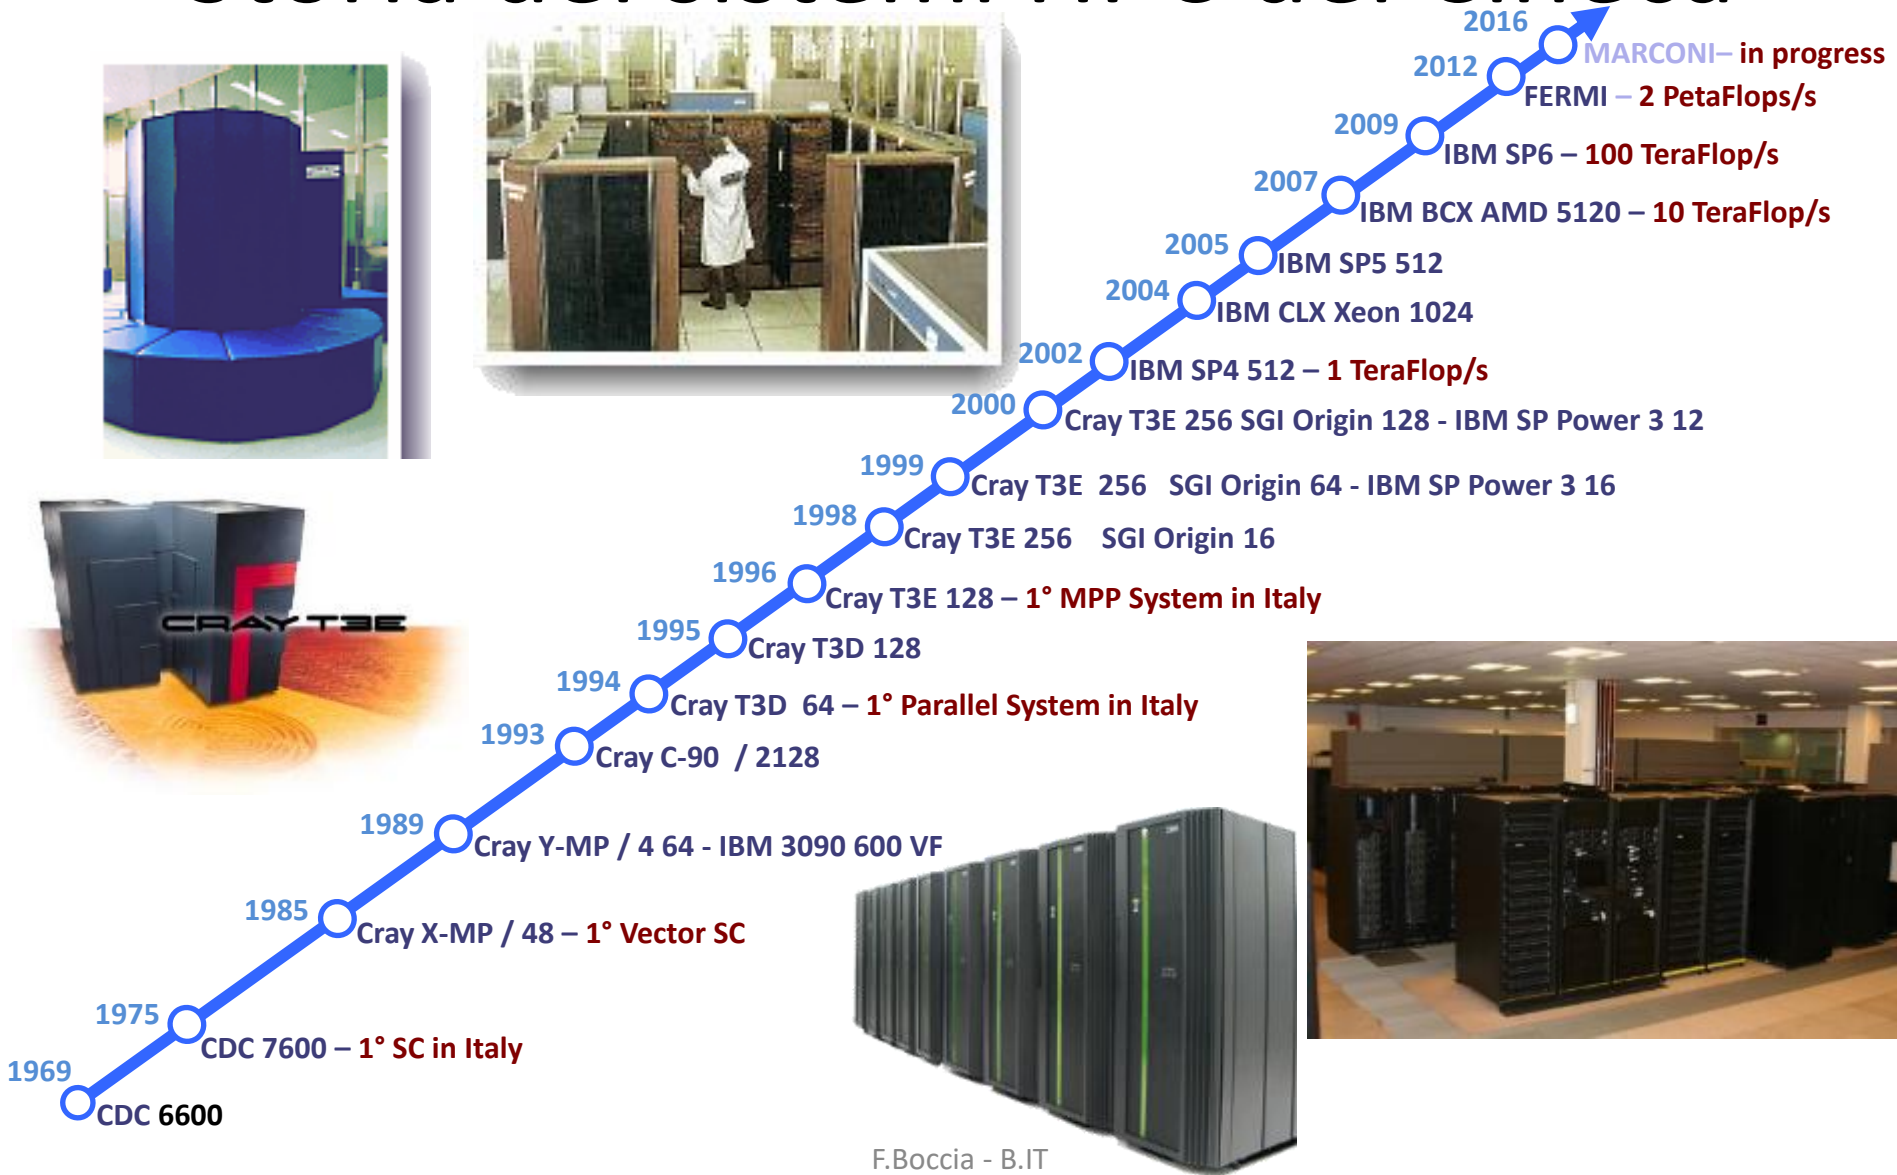 2016
MARCONI– in progress
2012
FERMI – 2 PetaFlops/s
2009
IBM SP6 – 100 TeraFlop/s
2007
IBM BCX AMD 5120 – 10 TeraFlop/s
2005
IBM SP5 512
2004
IBM CLX Xeon 1024
2002
IBM SP4 512 – 1 TeraFlop/s
2000
Cray T3E 256 SGI Origin 128 - IBM SP Power 3 12
1999
Cray T3E 256 SGI Origin 64 - IBM SP Power 3 16
1998
Cray T3E 256 SGI Origin 16
1996
Cray T3E 128 – 1° MPP System in Italy
CRAY T3E
1995
Cray T3D 128
1994
Cray T3D 64 – 1° Parallel System in Italy
1993
Cray C-90 / 2128
1989
Cray Y-MP / 4 64 - IBM 3090 600 VF
1985
Cray X-MP / 48 – 1° Vector SC
1975
CDC 7600 – 1° SC in Italy
1969
CDC 6600
F.Boccia - B.IT